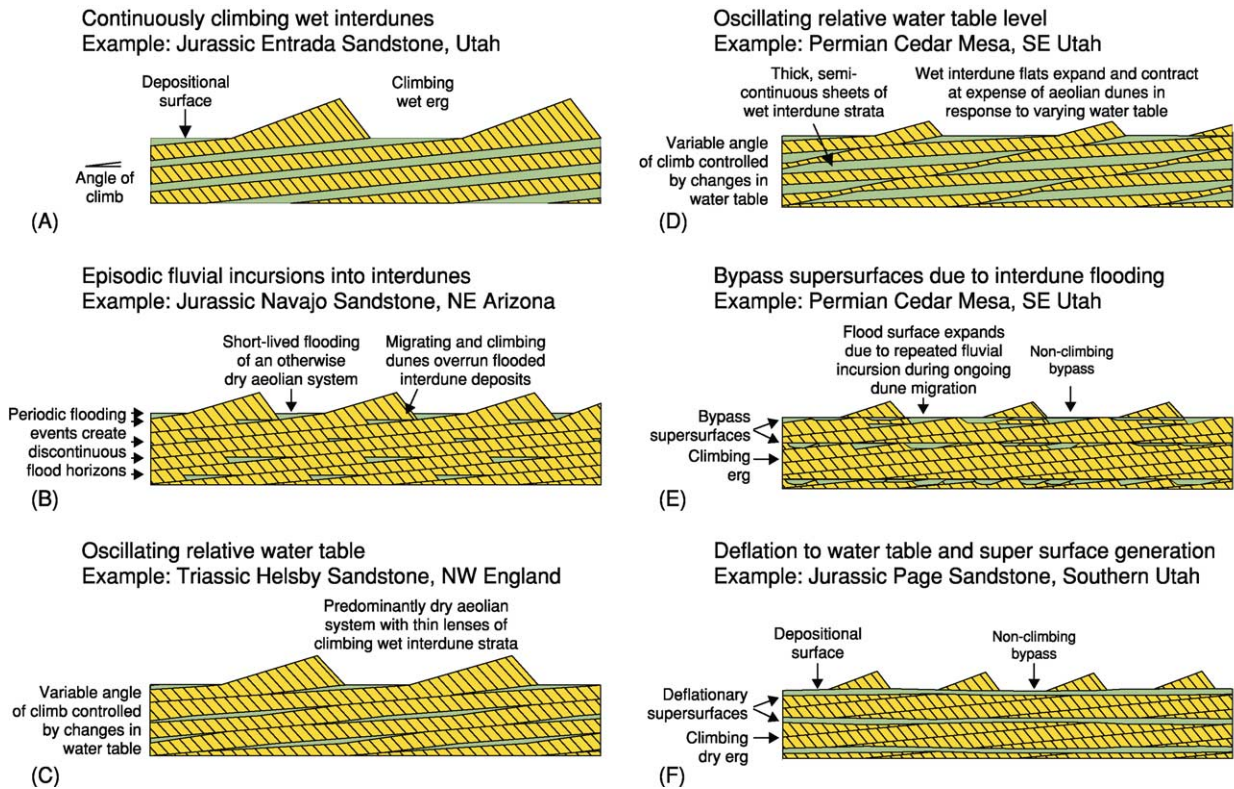 Continuously climbing wet interdunes
Example: Jurassic Entrada Sandstone, Utah
Depositional
surface
Climbing
wet erg
Angle of
climb
(A)
Episodic fluvial incursions into interdunes
Example: Jurassic Navajo Sandstone, NE Arizona
Short-lived flooding
of an otherwise
dry aeolian system
Migrating and climbing
dunes overrun flooded
interdune deposits
Periodic flooding
events create
discontinuous
flood horizons
(B)
Oscillating relative water table
Example: Triassic Helsby Sandstone, NW England
Predominantly dry aeolian
system with thin lenses of
climbing wet interdune strata
Variable angle
of climb controlled
by changes in
water table
(C)
Oscillating relative water table level
Example: Permian Cedar Mesa, SE Utah
Thick, semi-
continuous sheets of
wet interdune strata
Wet interdune flats expand and contract
at expense of aeolian dunes in
response to varying water table
Variable angle
of climb controlled
by changes in
water table
(D)
Bypass supersurfaces due to interdune flooding
Example: Permian Cedar Mesa, SE Utah
Flood surface expands
due to repeated fluvial
incursion during ongoing
dune migration
Non-climbing
bypass
Bypass
supersurfaces
Climbing
erg
(E)
Deflation to water table and super surface generation
Example: Jurassic Page Sandstone, Southern Utah
Depositional
surface
Non-climbing
bypass
Deflationary
supersurfaces
Climbing
dry erg
(F)